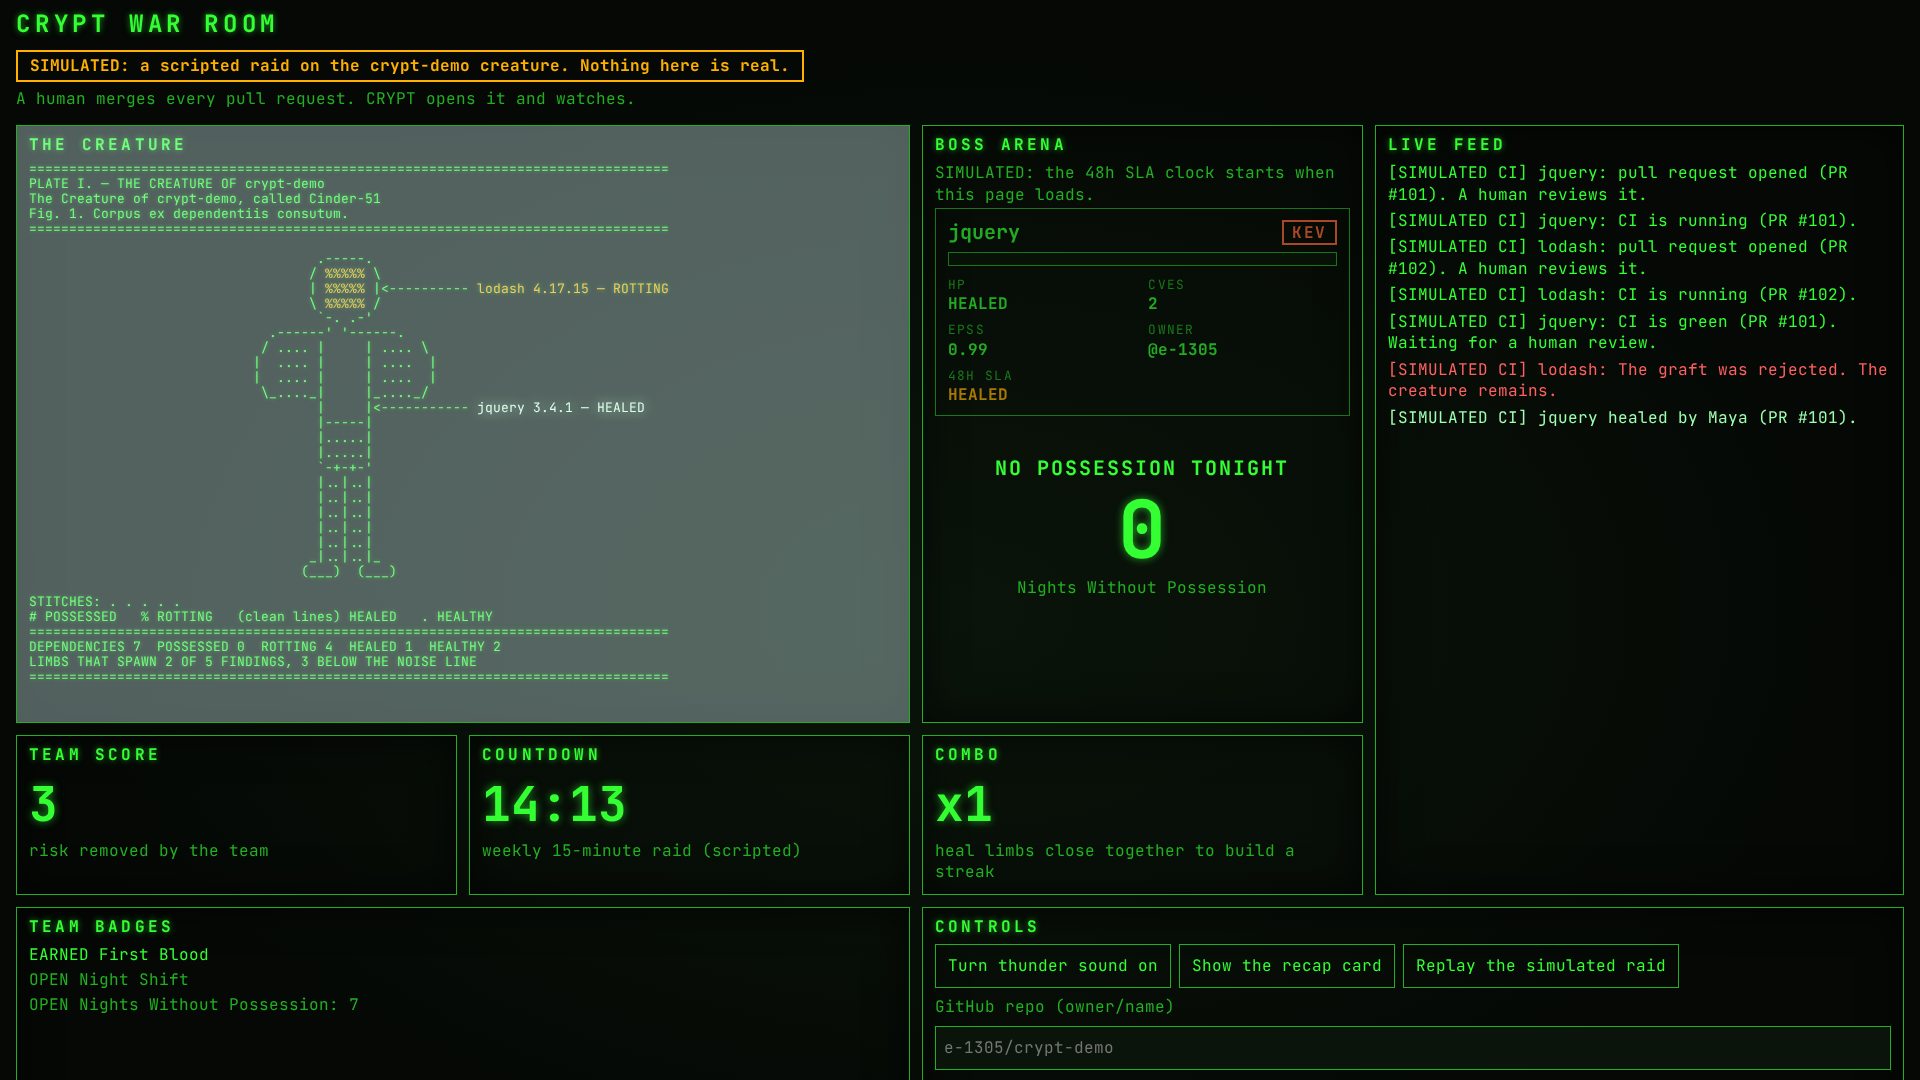 CRYPT WAR ROOM
SIMULATED: a scripted raid on the crypt-demo creature. Nothing here is real.
A human merges every pull request. CRYPT opens it and watches.
THE CREATURE
================================================================================
PLATE I. — THE CREATURE OF crypt-demo
The Creature of crypt-demo, called Cinder-51
Fig. 1. Corpus ex dependentiis consutum.
================================================================================
.-----.
/ %%%%% \
| %%%%% |<---------- lodash 4.17.15 — ROTTING
\ %%%%% /
`-. .-'
.------' '------.
/ .... |     | .... \
|  .... |     | ....  |
|  .... |     | ....  |
\_...._|     |_...._/
|     |<----------- jquery 3.4.1 — HEALED
|-----|
|.....|
|.....|
`-+-+-'
|..|..|
|..|..|
|..|..|
|..|..|
|..|..|
_|..|..|_
(___)  (___)
STITCHES: . . . . .
# POSSESSED   % ROTTING   (clean lines) HEALED   . HEALTHY
================================================================================
DEPENDENCIES 7  POSSESSED 0  ROTTING 4  HEALED 1  HEALTHY 2
LIMBS THAT SPAWN 2 OF 5 FINDINGS, 3 BELOW THE NOISE LINE
================================================================================
BOSS ARENA
SIMULATED: the 48h SLA clock starts when
this page loads.
jquery
KEV
HP
HEALED
CVES
2
EPSS
0.99
OWNER
@e-1305
48H SLA
HEALED
NO POSSESSION TONIGHT
0
Nights Without Possession
LIVE FEED
[SIMULATED CI] jquery: pull request opened (PR
#101). A human reviews it.
[SIMULATED CI] jquery: CI is running (PR #101).
[SIMULATED CI] lodash: pull request opened (PR
#102). A human reviews it.
[SIMULATED CI] lodash: CI is running (PR #102).
[SIMULATED CI] jquery: CI is green (PR #101).
Waiting for a human review.
[SIMULATED CI] lodash: The graft was rejected. The
creature remains.
[SIMULATED CI] jquery healed by Maya (PR #101).
TEAM SCORE
3
risk removed by the team
COUNTDOWN
14:13
weekly 15-minute raid (scripted)
COMBO
x1
heal limbs close together to build a
streak
TEAM BADGES
EARNED First Blood
OPEN Night Shift
OPEN Nights Without Possession: 7
CONTROLS
Turn thunder sound on
Show the recap card
Replay the simulated raid
GitHub repo (owner/name)
e-1305/crypt-demo